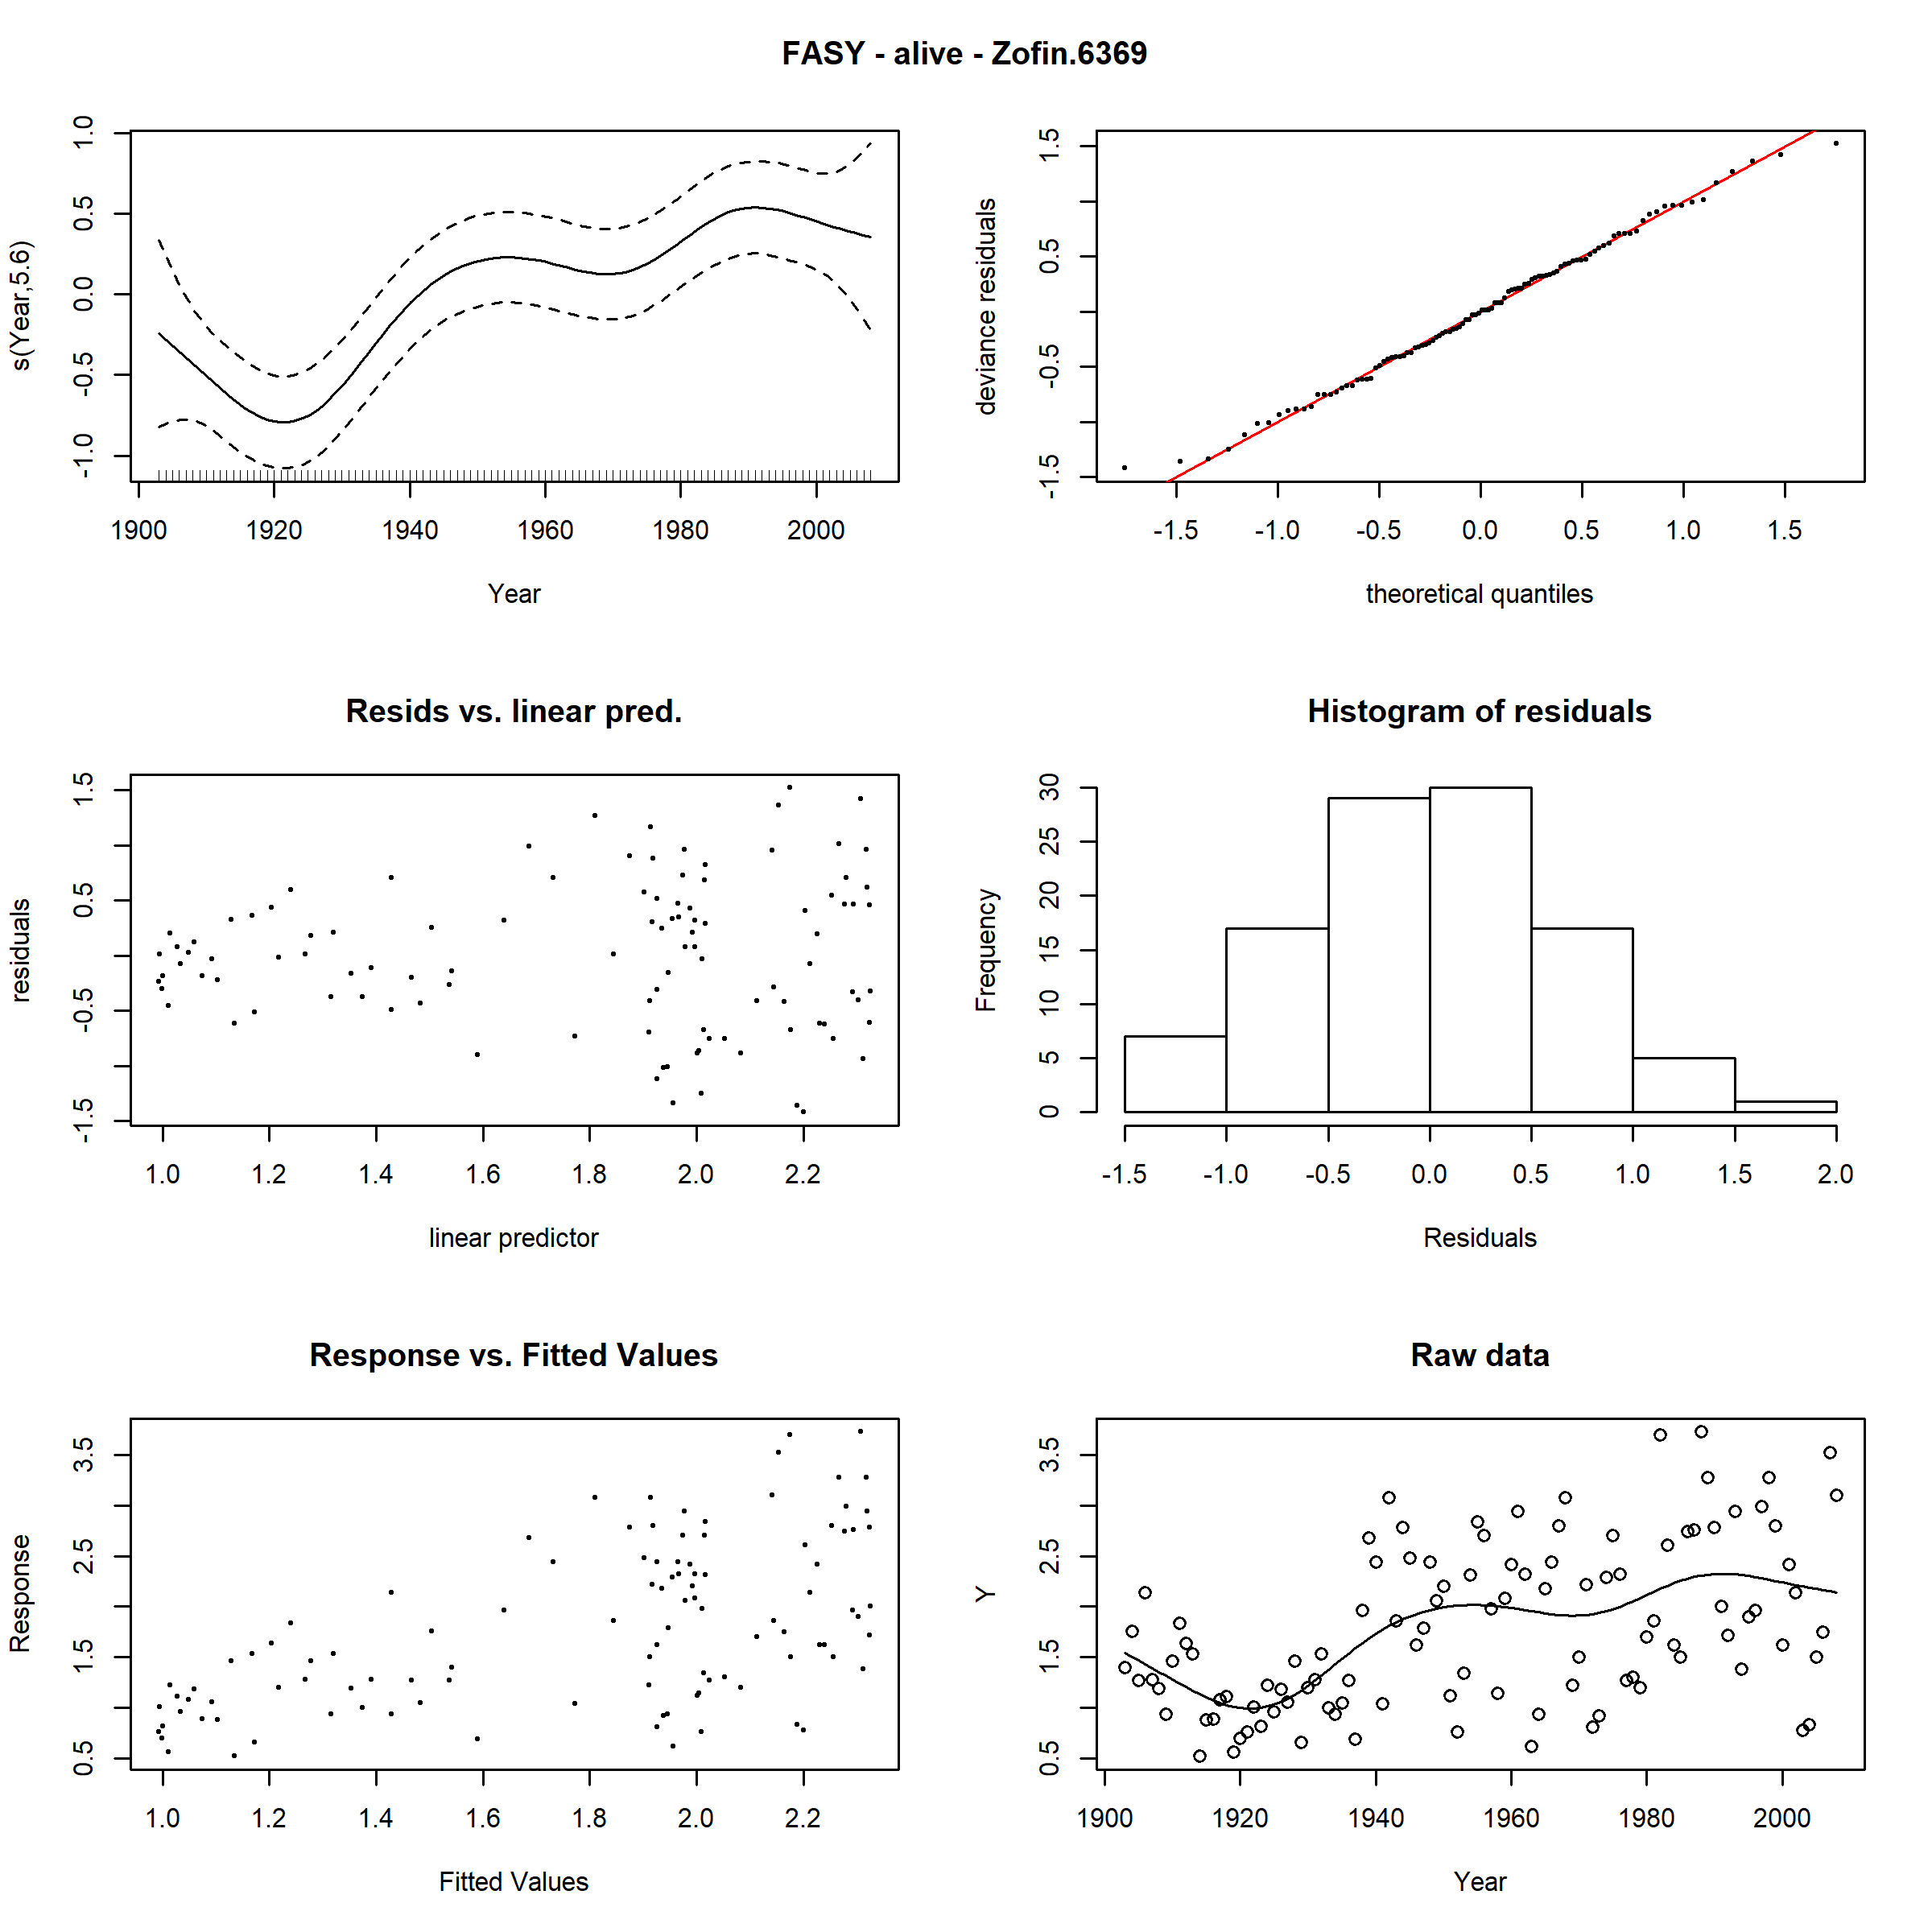 FASY - alive - Zofin.6369
s(Year,5.6)
1.0
0.5
0.0
-0.5
-1.0
1900 1920 1940 1960 1980 2000
Year
deviance residuals
1.5
0.5
-0.5
-1.5
-1.5 -1.0 -0.5 0.0 0.5 1.0 1.5
theoretical quantiles
Resids vs. linear pred.
residuals
1.5
0.5
-0.5
-1.5
1.0 1.2 1.4 1.6 1.8 2.0 2.2
linear predictor
Histogram of residuals
Frequency
30
25
20
15
10
5
0
-1.5 -1.0 -0.5 0.0 0.5 1.0 1.5 2.0
Residuals
Response vs. Fitted Values
Response
3.5
2.5
1.5
0.5
1.0 1.2 1.4 1.6 1.8 2.0 2.2
Fitted Values
Raw data
Y
3.5
2.5
1.5
0.5
1900 1920 1940 1960 1980 2000
Year